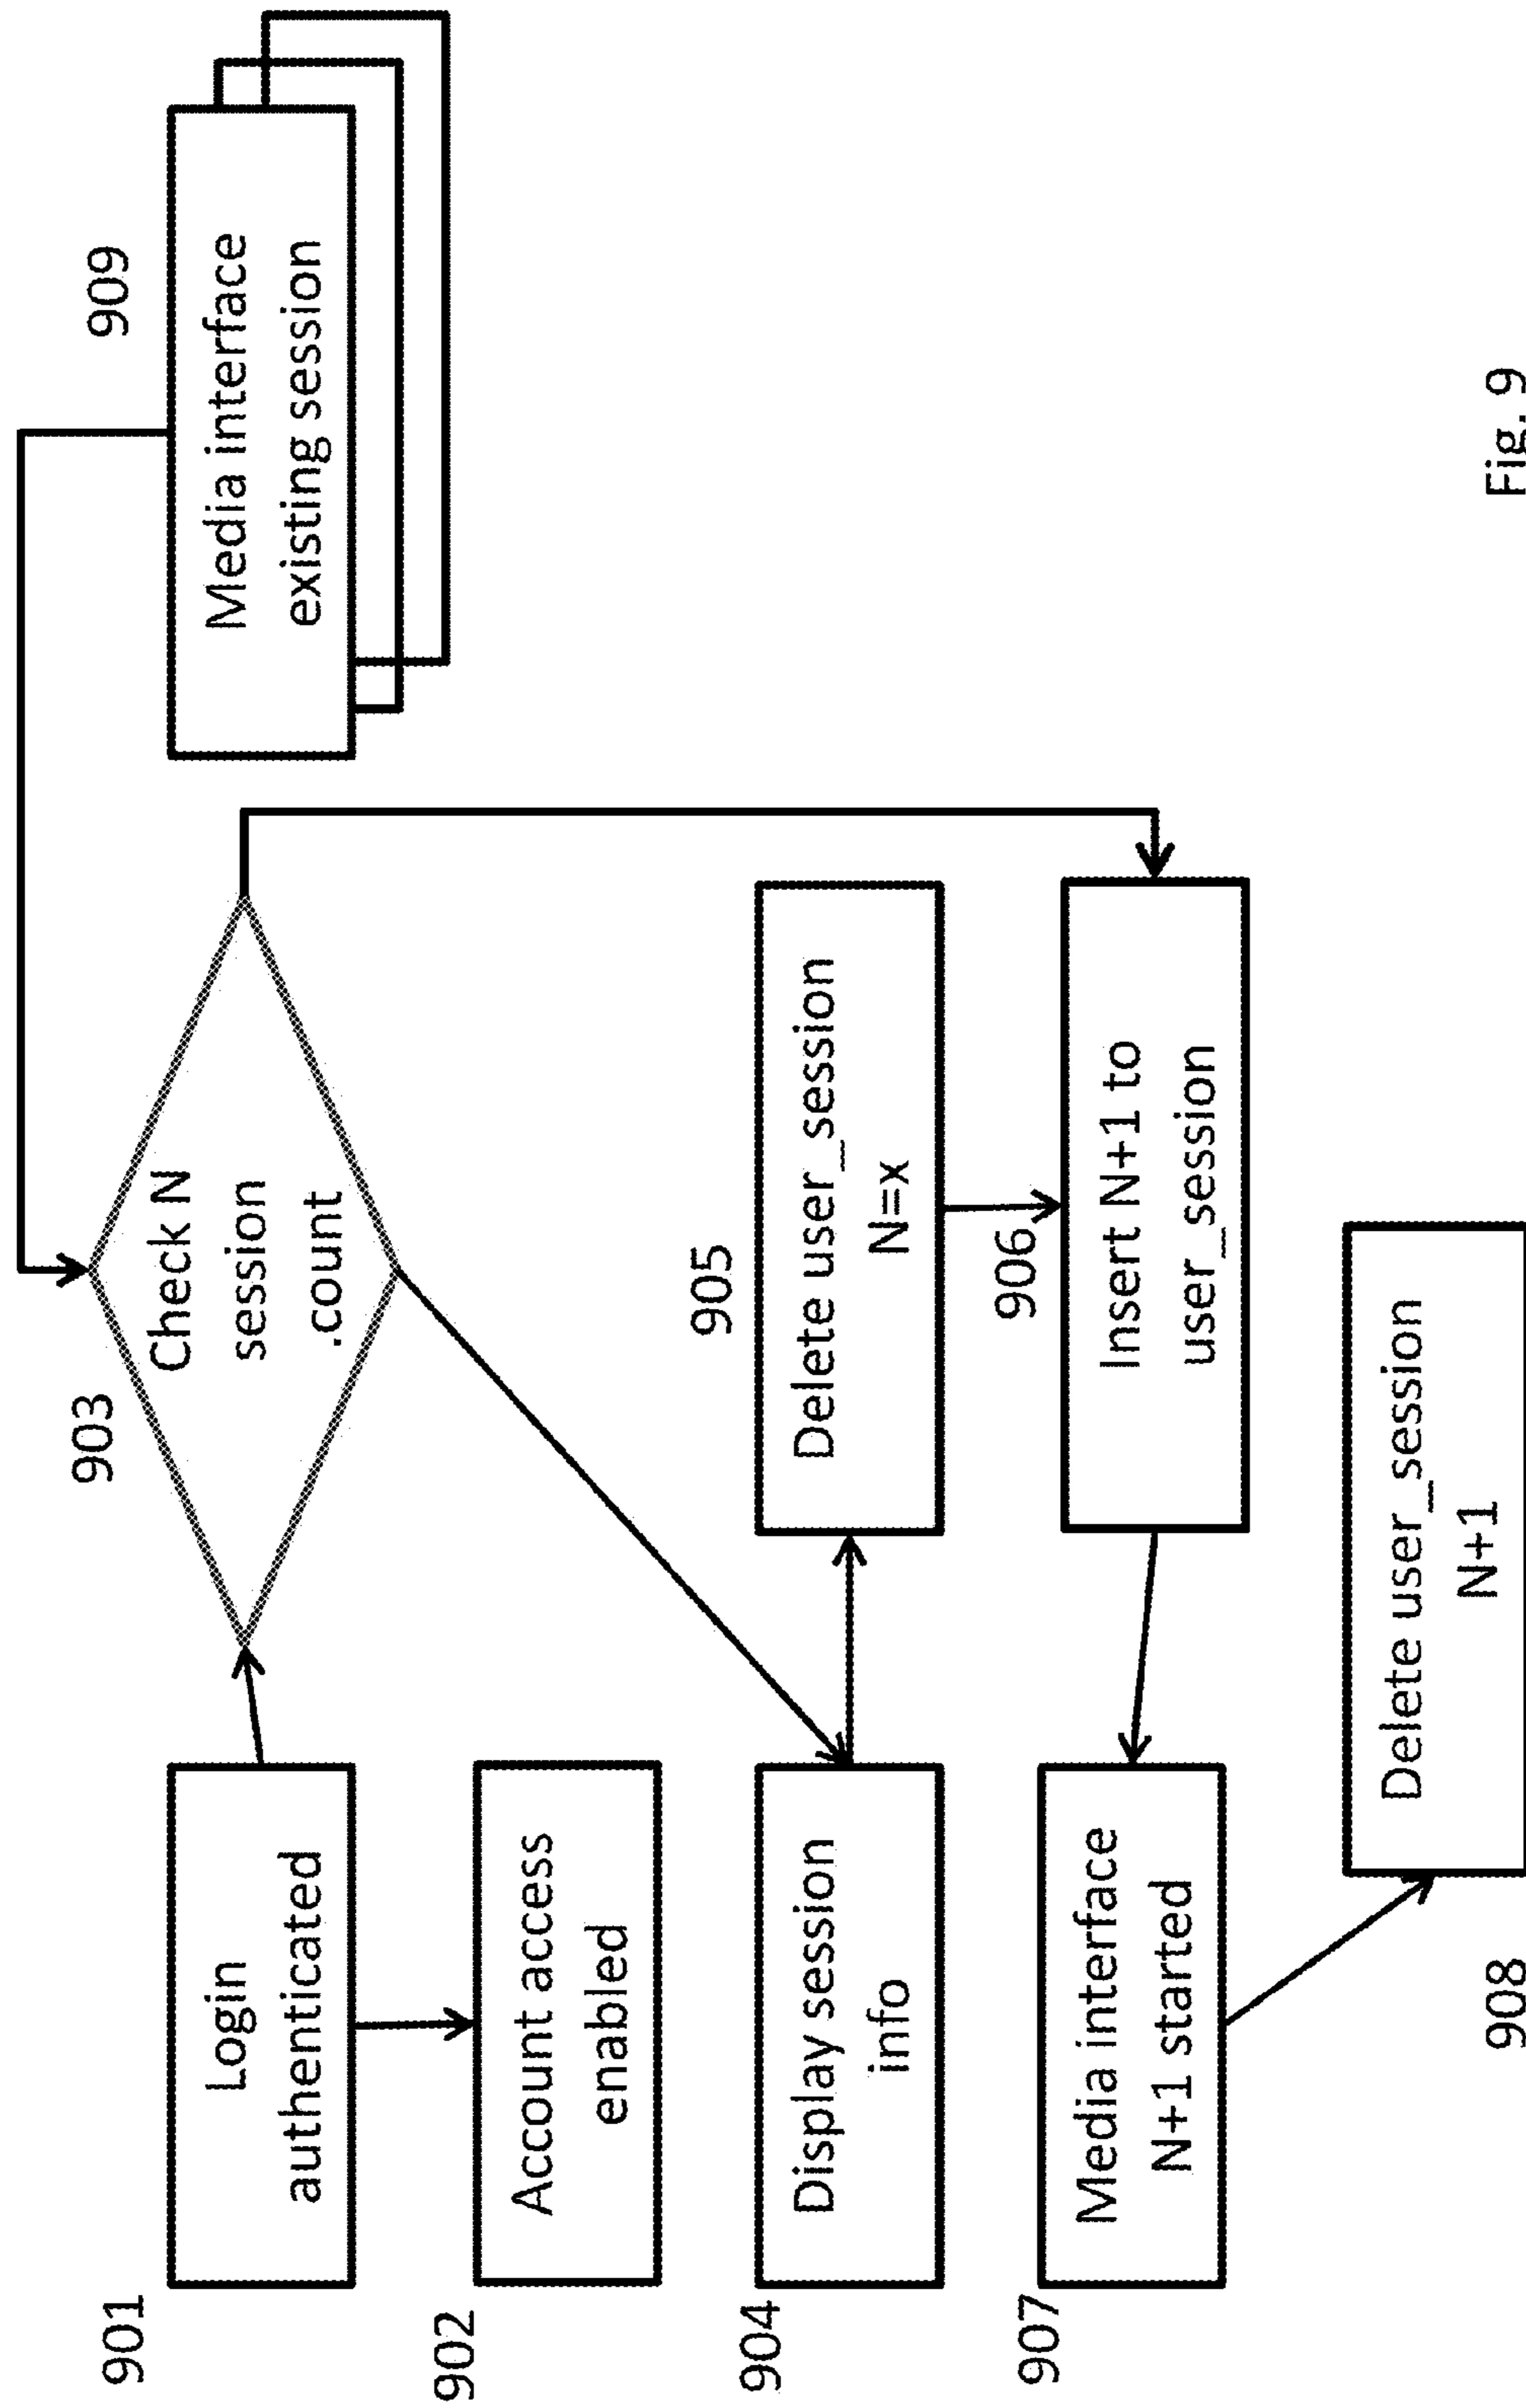 901
Login
authenticated
902
Account access
enabled
903
Check N
session
.count
909
Media interface
existing session
904
Display session
info
905
Delete user_session
N=x
906
Insert N+1 to
user_session
907
Media interface
N+1 started
908
Delete user_session
N+1
Fig. 9